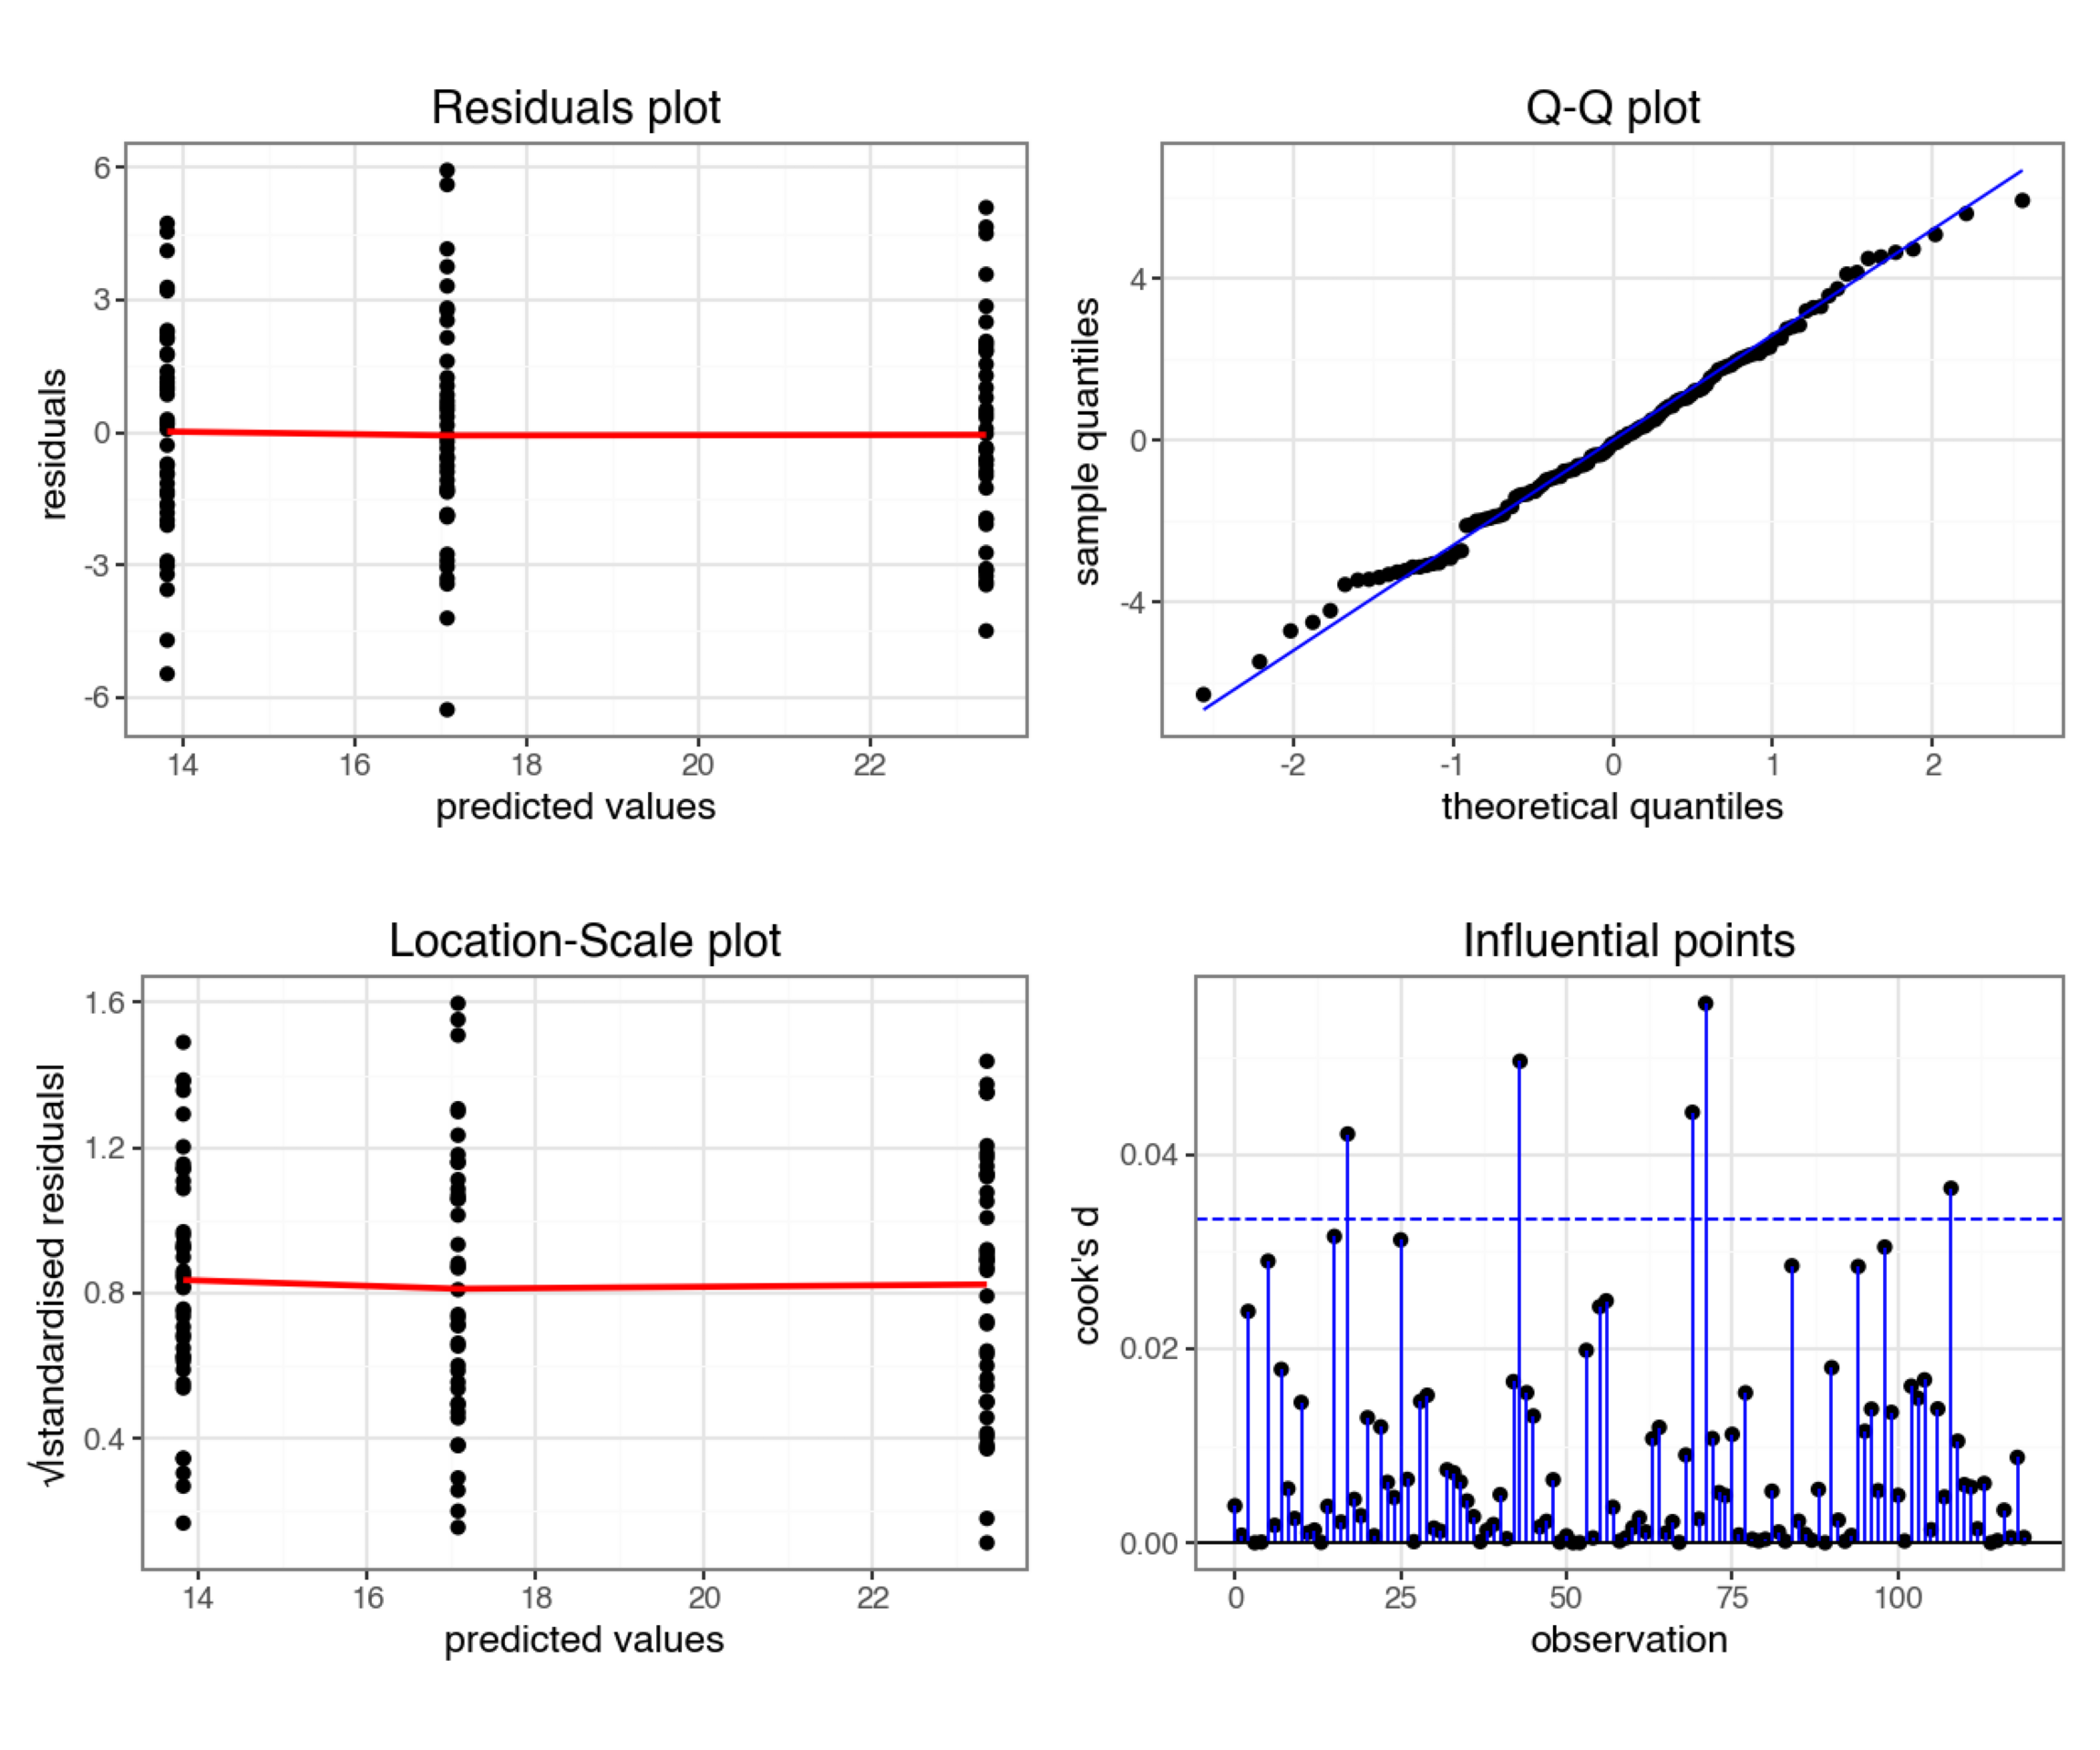 Residuals plot
6
3
0
-3
-6
residuals
14 16 18 20 22
predicted values
Q-Q plot
4
0
-4
sample quantiles
-2 -1 0 1 2
theoretical quantiles
Location-Scale plot
1.6
1.2
0.8
0.4
√|standardised residuals|
14 16 18 20 22
predicted values
Influential points
0.04
0.02
0.00
cook's d
0 25 50 75 100
observation